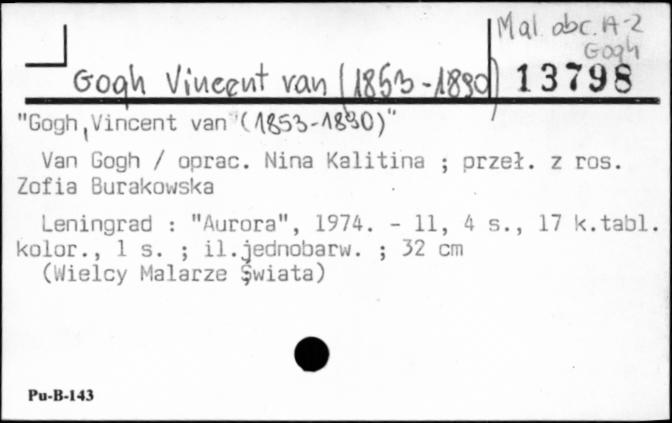 Mal. obc. A-Z
Gogh
Gogh Vincent van (1853-1890) 13798
"Gogh, Vincent van (1853-1890)"
Van Gogh / oprac. Nina Kalitina ; przeł. z ros.
Zofia Burakowska
Leningrad : "Aurora", 1974. - 11, 4 s., 17 k.tabl.
kolor., 1 s. ; il.jednobarw. ; 32 cm
(Wielcy Malarze Świata)
Pu-B-143